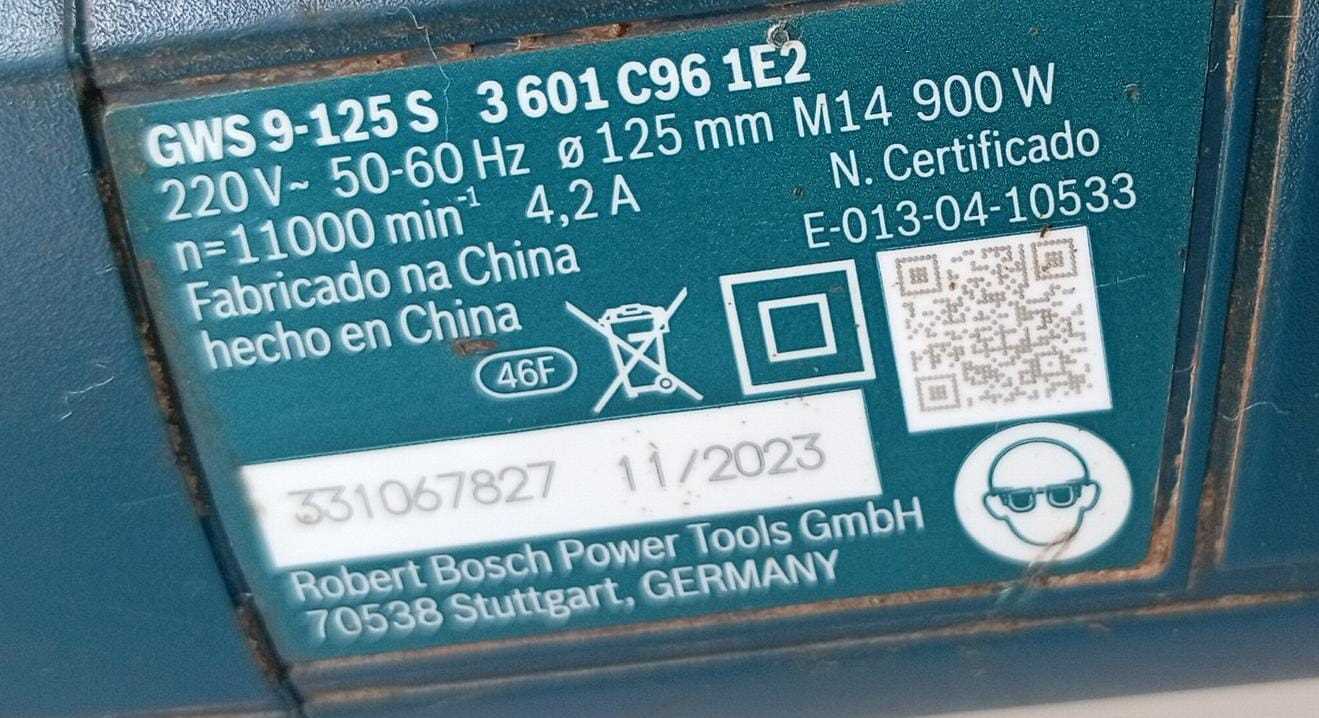 GWS 9-125 S 3 601 C96 1E2
220 V~ 50-60 Hz ø 125 mm M14 900 W
n=11000 min⁻¹ 4,2 A
N. Certificado
E-013-04-10533
Fabricado na China
hecho en China
46F
331067827 11/2023
Robert Bosch Power Tools GmbH
70538 Stuttgart, GERMANY